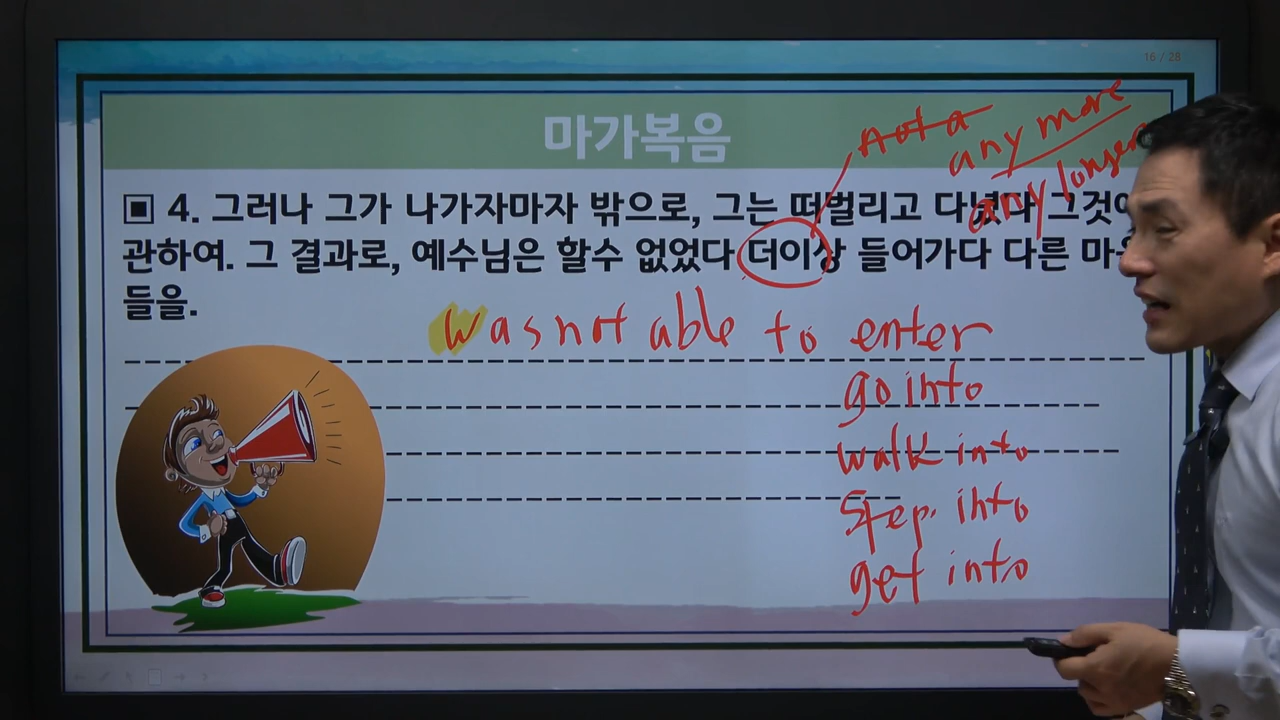 16 / 28
마가복음
not a
any more
any longer
▣ 4. 그러나 그가 나가자마자 밖으로, 그는 떠벌리고 다녔다 그것에
관하여. 그 결과로, 예수님은 할수 없었다 더이상 들어가다 다른 마을
들을.
was not able to enter
go into
walk into
step into
get into